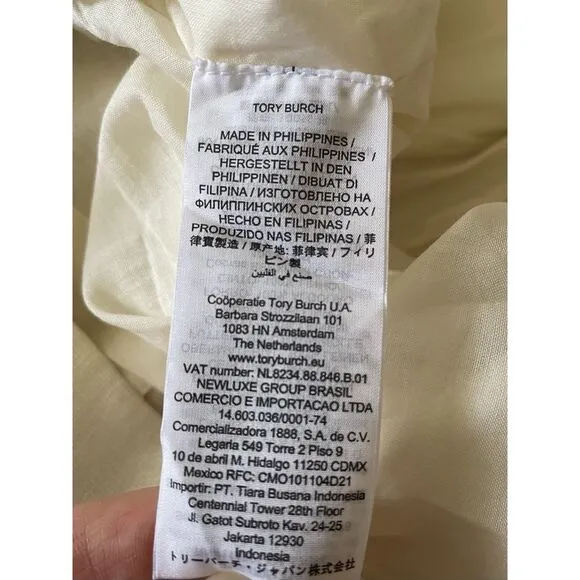 TORY BURCH
MADE IN PHILIPPINES /
FABRIQUÉ AUX PHILIPPINES /
HERGESTELLT IN DEN
PHILIPPINEN / DIBUAT DI
FILIPINA / ИЗГОТОВЛЕНО НА
ФИЛИППИНСКИХ ОСТРОВАХ /
HECHO EN FILIPINAS /
PRODUZIDO NAS FILIPINAS / 菲
律賓製造 / 原产地: 菲律宾 / フィリ
ピン製
صنع في الفلبين
Coöperatie Tory Burch U.A.
Barbara Strozzilaan 101
1083 HN Amsterdam
The Netherlands
www.toryburch.eu
VAT number: NL8234.88.846.B.01
NEWLUXE GROUP BRASIL
COMERCIO E IMPORTACAO LTDA
14.603.036/0001-74
Comercializadora 1888, S.A. de C.V.
Legaria 549 Torre 2 Piso 9
10 de abril M. Hidalgo 11250 CDMX
Mexico RFC: CMO101104D21
Importir: PT. Tiara Busana Indonesia
Centennial Tower 28th Floor
Jl. Gatot Subroto Kav. 24-25
Jakarta 12930
Indonesia
トリーバーチ・ジャパン株式会社